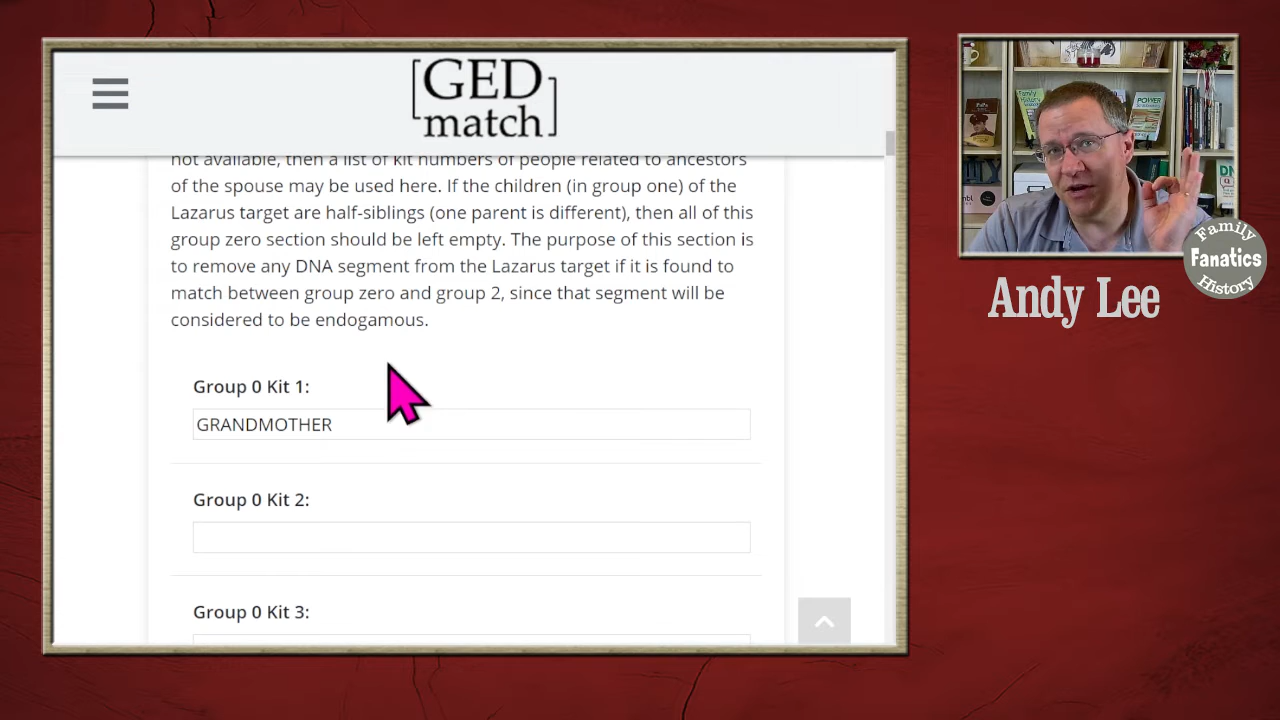 [GED
match]
not available, then a list of kit numbers of people related to ancestors
of the spouse may be used here. If the children (in group one) of the
Lazarus target are half-siblings (one parent is different), then all of this
group zero section should be left empty. The purpose of this section is
to remove any DNA segment from the Lazarus target if it is found to
match between group zero and group 2, since that segment will be
considered to be endogamous.
Group 0 Kit 1:
GRANDMOTHER
Group 0 Kit 2:
Group 0 Kit 3:
POWER
Family
Fanatics
History
Andy Lee